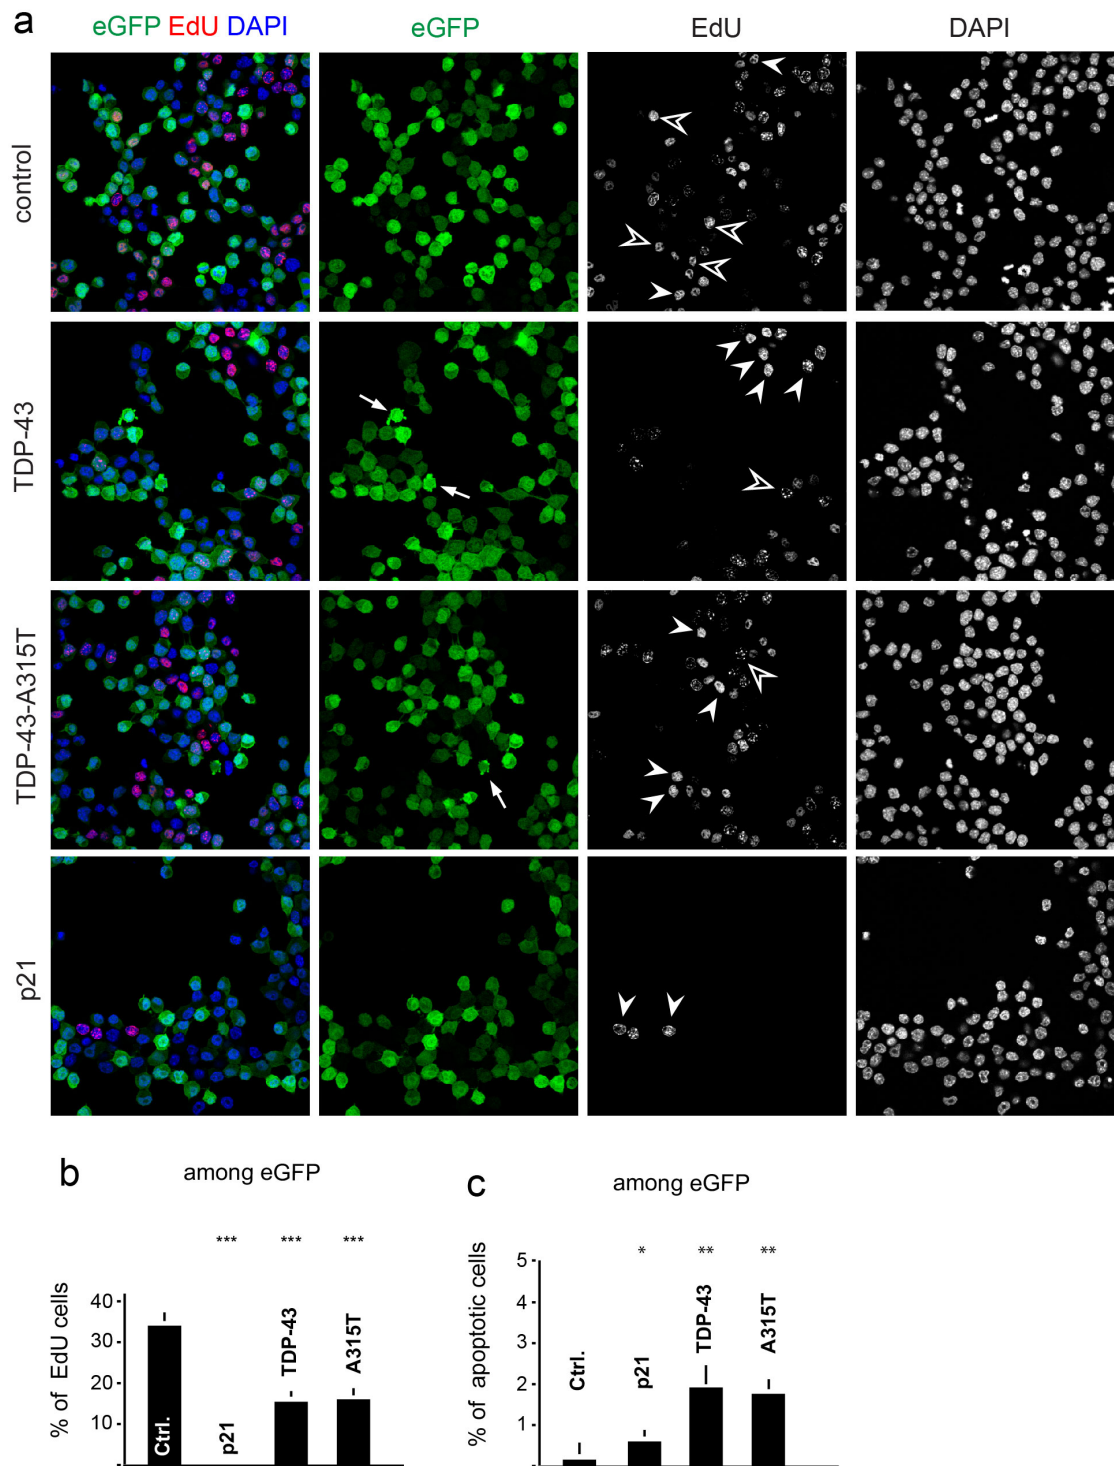 a
eGFP EdU DAPI
eGFP
EdU
DAPI
control
TDP-43
TDP-43-A315T
p21
b
among eGFP
*** *** ***
% of EdU cells
40
30
20
10
Ctrl.
p21
TDP-43
A315T
c
among eGFP
* ** **
% of apoptotic cells
5
4
3
2
1
Ctrl.
p21
TDP-43
A315T